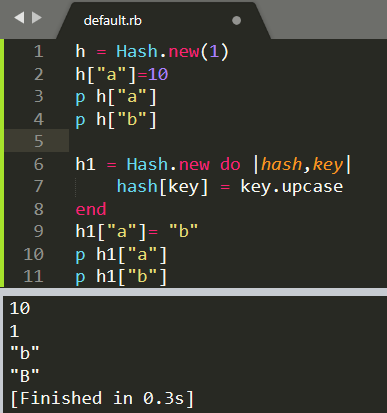 default.rb
1 h = Hash.new(1)
2 h["a"]=10
3 p h["a"]
4 p h["b"]
5
6 h1 = Hash.new do |hash,key|
7     hash[key] = key.upcase
8 end
9 h1["a"]= "b"
10 p h1["a"]
11 p h1["b"]
10
1
"b"
"B"
[Finished in 0.3s]